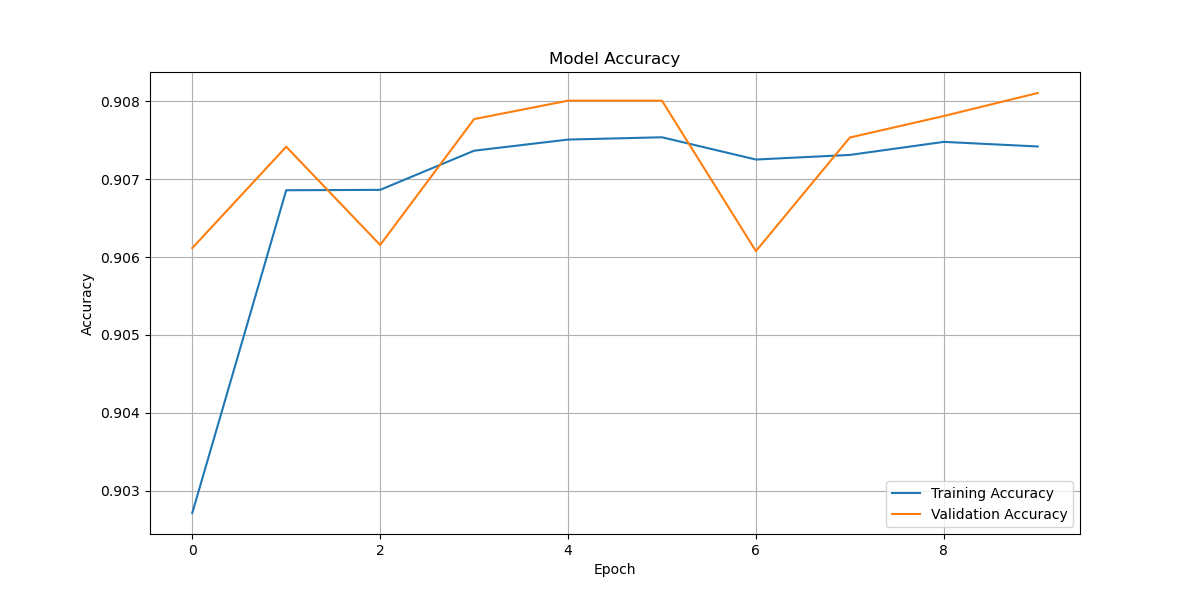 Model Accuracy
0.908
0.907
0.906
0.905
0.904
0.903
Accuracy
0
2
4
6
8
Epoch
Training Accuracy
Validation Accuracy